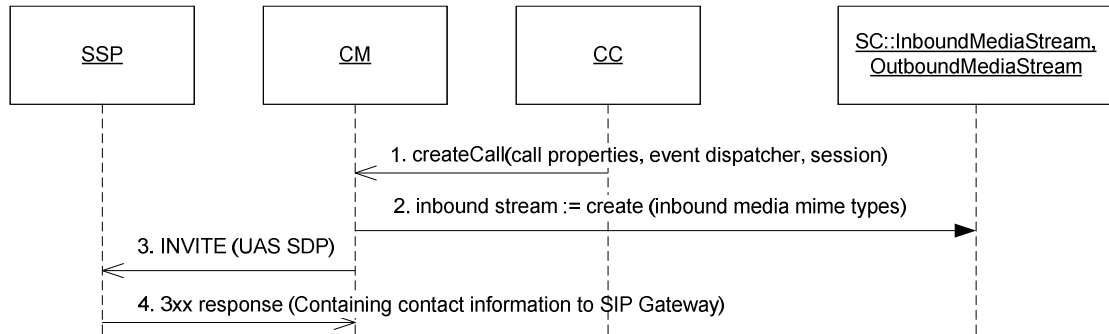 SSP
CM
CC
SC::InboundMediaStream,
OutboundMediaStream
1. createCall(call properties, event dispatcher, session)
2. inbound stream := create (inbound media mime types)
3. INVITE (UAS SDP)
4. 3xx response (Containing contact information to SIP Gateway)